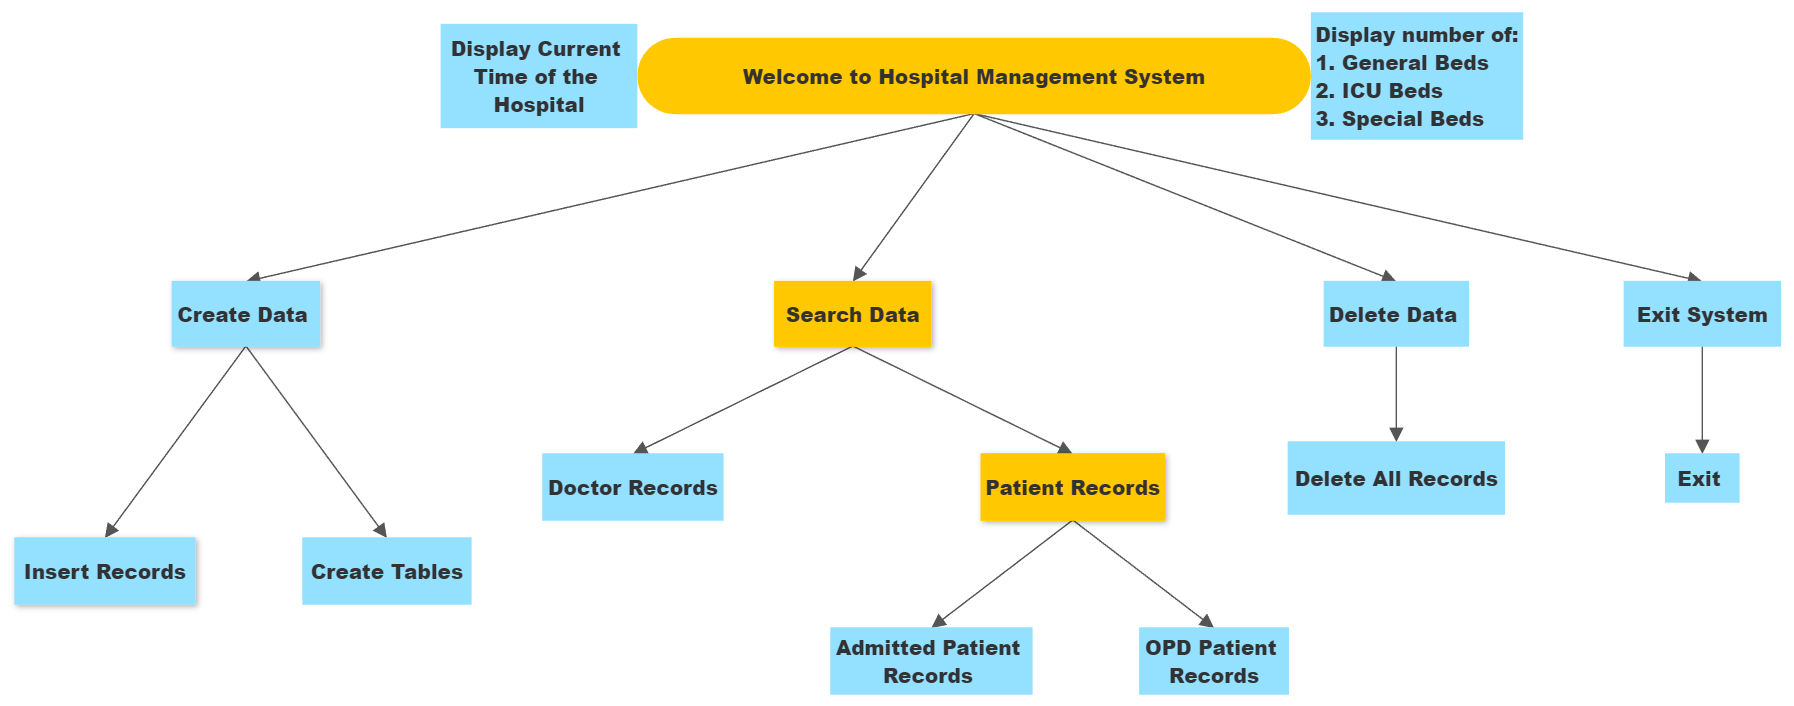 Display Current
Time of the
Hospital
Welcome to Hospital Management System
Display number of:
1. General Beds
2. ICU Beds
3. Special Beds
Create Data
Search Data
Delete Data
Exit System
Doctor Records
Patient Records
Delete All Records
Exit
Insert Records
Create Tables
Admitted Patient
Records
OPD Patient
Records